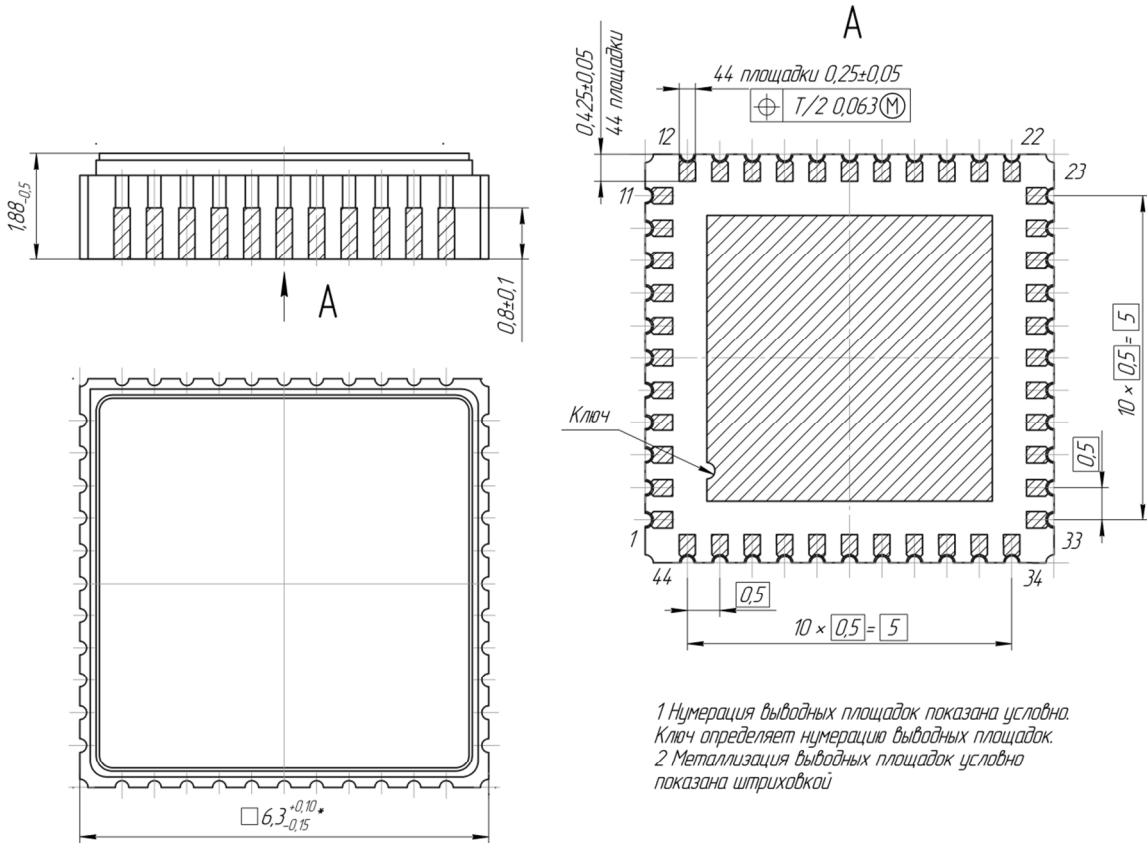 А
44 площадки 0,25±0,05
Т/2 0,063 М
0,425±0,05
44 площадки
12
22
11
23
1,88-0,5
0,8±0,1
А
Ключ
10 × 0,5 = 5
0,5
1
33
44
34
0,5
10 × 0,5 = 5
□6,3 +0,10 -0,15 *
1 Нумерация выводных площадок показана условно.
Ключ определяет нумерацию выводных площадок.
2 Металлизация выводных площадок условно
показана штриховкой